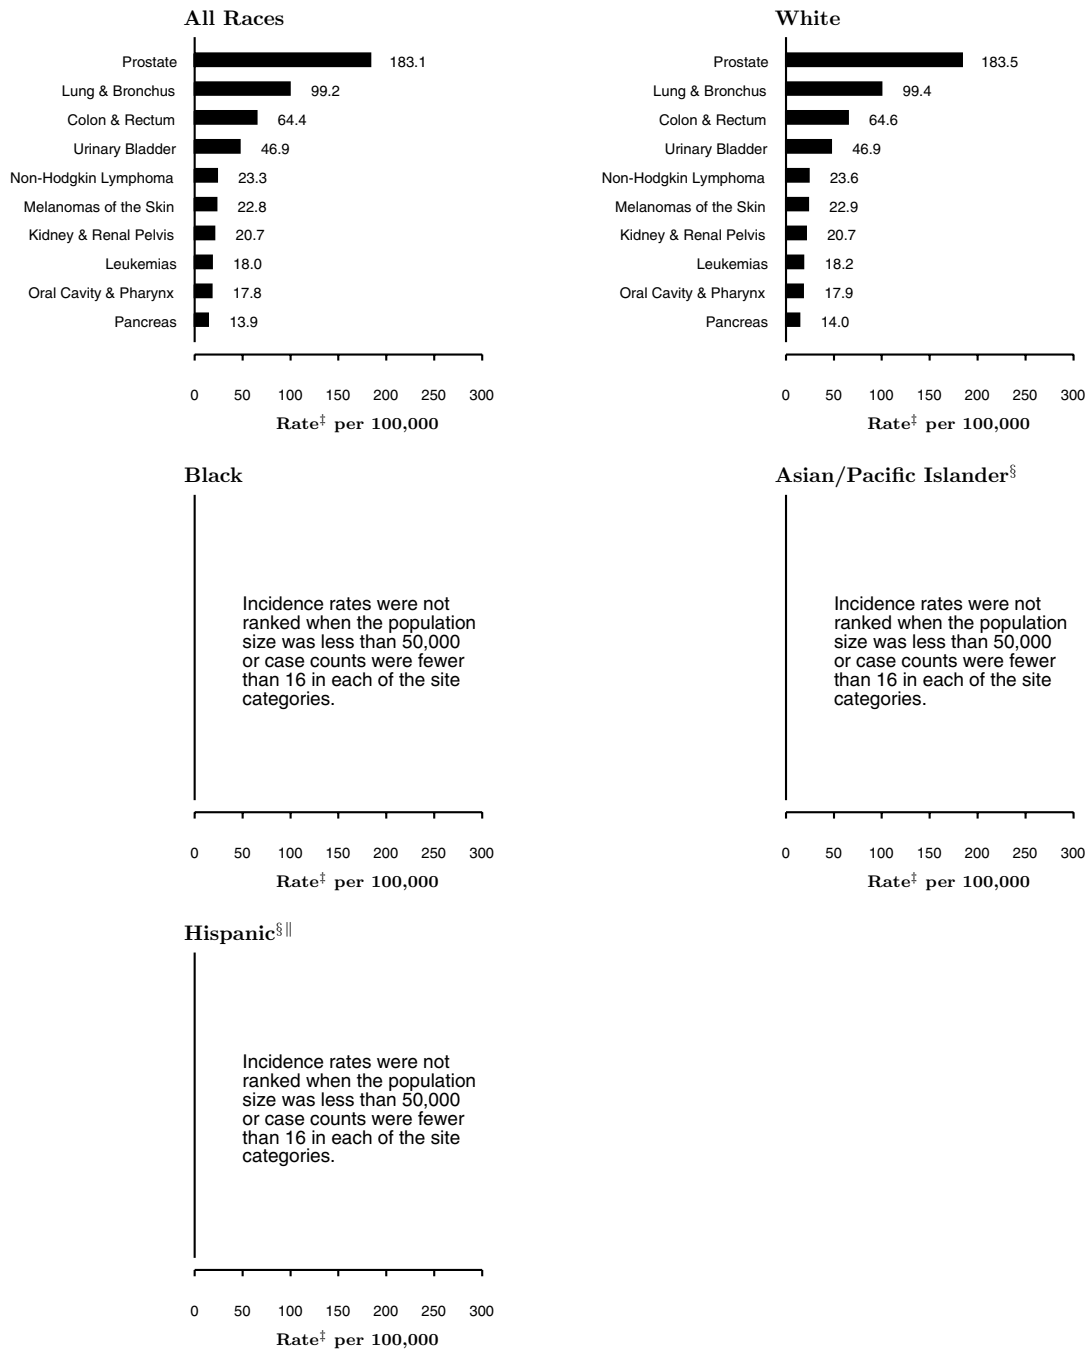 All Races
Prostate 183.1
Lung & Bronchus 99.2
Colon & Rectum 64.4
Urinary Bladder 46.9
Non-Hodgkin Lymphoma 23.3
Melanomas of the Skin 22.8
Kidney & Renal Pelvis 20.7
Leukemias 18.0
Oral Cavity & Pharynx 17.8
Pancreas 13.9
0 50 100 150 200 250 300
Rate‡ per 100,000
White
Prostate 183.5
Lung & Bronchus 99.4
Colon & Rectum 64.6
Urinary Bladder 46.9
Non-Hodgkin Lymphoma 23.6
Melanomas of the Skin 22.9
Kidney & Renal Pelvis 20.7
Leukemias 18.2
Oral Cavity & Pharynx 17.9
Pancreas 14.0
0 50 100 150 200 250 300
Rate‡ per 100,000
Black
Incidence rates were not
ranked when the population
size was less than 50,000
or case counts were fewer
than 16 in each of the site
categories.
0 50 100 150 200 250 300
Rate‡ per 100,000
Asian/Pacific Islander§
Incidence rates were not
ranked when the population
size was less than 50,000
or case counts were fewer
than 16 in each of the site
categories.
0 50 100 150 200 250 300
Rate‡ per 100,000
Hispanic§‖
Incidence rates were not
ranked when the population
size was less than 50,000
or case counts were fewer
than 16 in each of the site
categories.
0 50 100 150 200 250 300
Rate‡ per 100,000